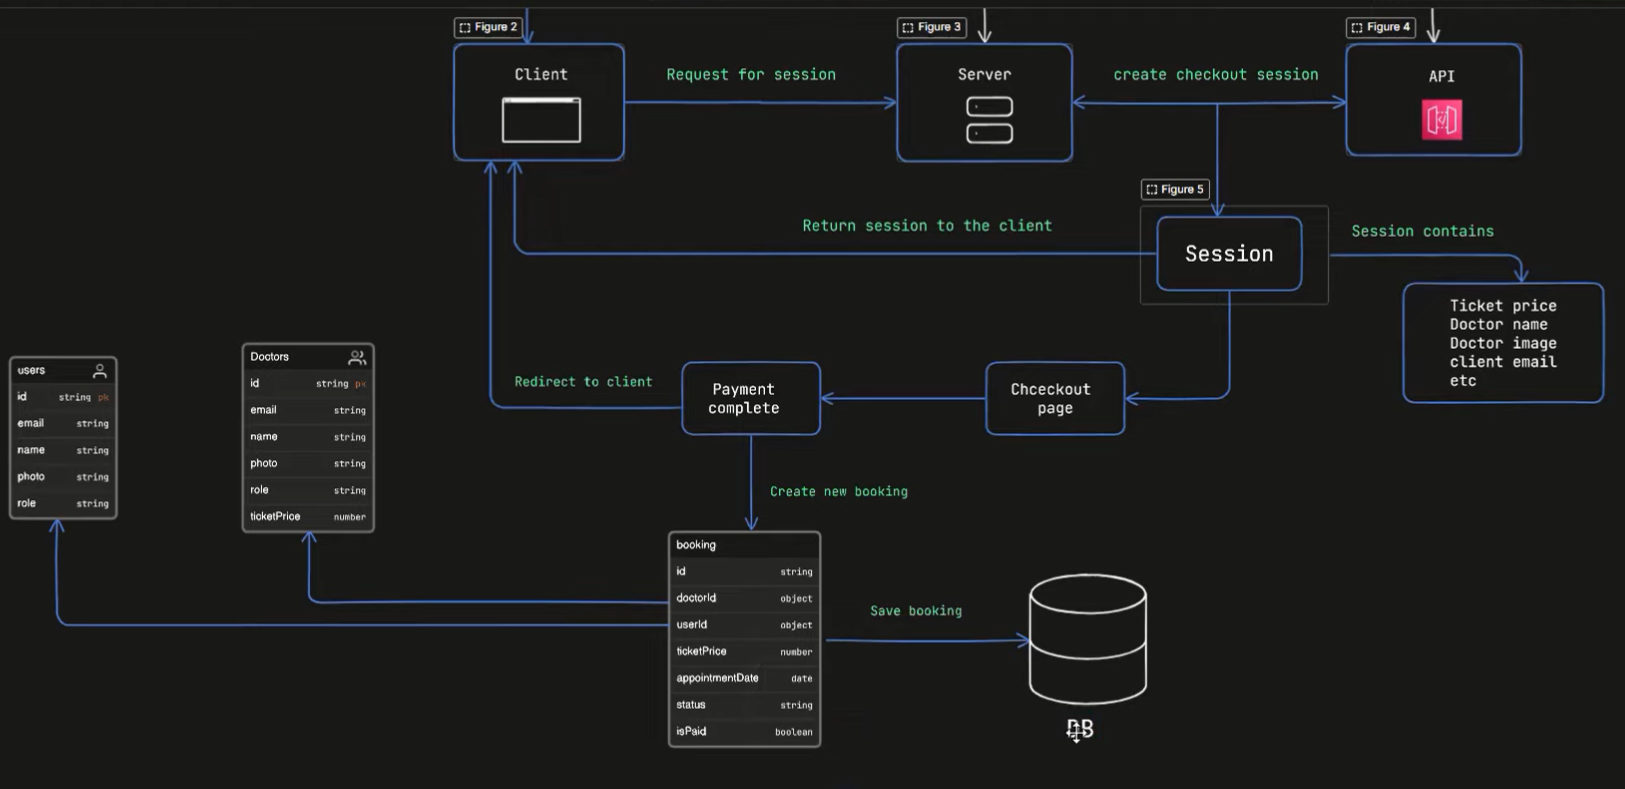 Figure 2
Figure 3
Figure 4
Client
Request for session
Server
create checkout session
API
Figure 5
Return session to the client
Session
Session contains
Ticket price
Doctor name
Doctor image
client email
etc
users
id string pk
email string
name string
photo string
role string
Doctors
id string pk
email string
name string
photo string
role string
ticketPrice number
Redirect to client
Payment
complete
Chceckout
page
Create new booking
booking
id string
doctorId object
userId object
ticketPrice number
appointmentDate date
status string
isPaid boolean
Save booking
DB